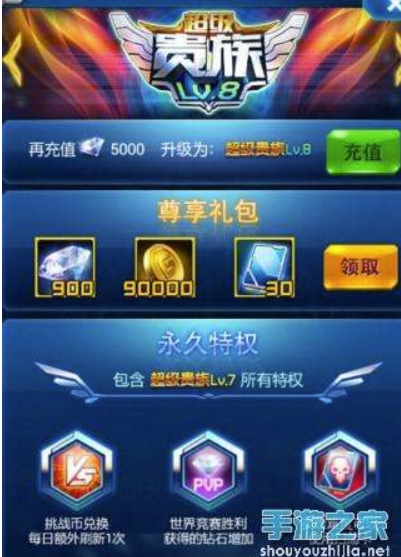 超级
贵族
LV.8
再充值 5000 升级为: 超级贵族Lv.8
充值
尊享礼包
900
90000
30
领取
永久特权
包含 超级贵族Lv.7 所有特权
VS
PVP
挑战币兑换
每日额外刷新1次
世界竞赛胜利
获得的钻石增加
手游之家
shouyouzhijia.net